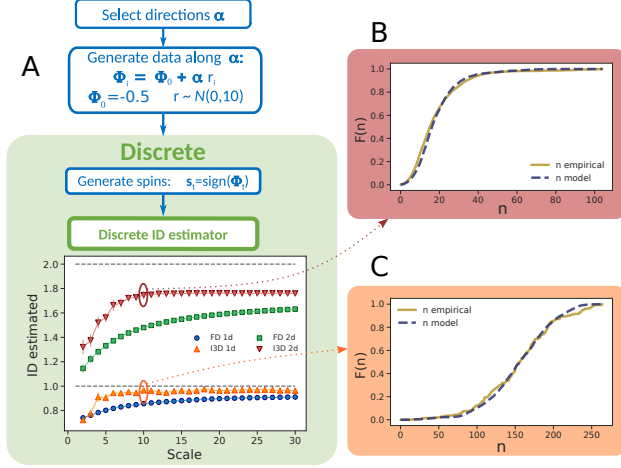 Select directions α
A
Generate data along α:
Φi = Φ0 + α ri
Φ0 =-0.5 r ~ N(0,10)
Discrete
Generate spins: si=sign(Φi)
Discrete ID estimator
ID estimated
2.0
1.8
1.6
1.4
1.2
1.0
0.8
FD 1d
I3D 1d
FD 2d
I3D 2d
0 5 10 15 20 25 30
Scale
B
F(n)
1.0
0.8
0.6
0.4
0.2
0.0
n empirical
n model
0 20 40 60 80 100
n
C
F(n)
1.0
0.8
0.6
0.4
0.2
0.0
n empirical
n model
0 50 100 150 200 250
n